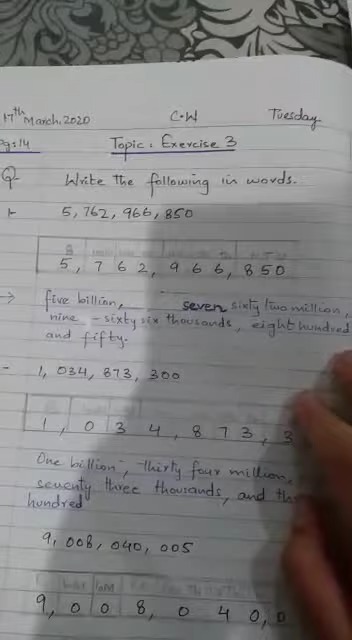 17th March, 2020 C.W Tuesday
pg:14 Topic: Exercise 3
Q- Write the following in words.
5, 762, 966, 850
B
5, 7 6 2, 9 6 6, 8 5 0
→ five billion, seven sixty two million,
nine - sixty six thousands, eight hundred
and fifty.
1, 034, 873, 300
1, 0 3 4, 8 7 3, 3
One billion, thirty four million,
seventy three thousands, and
hundred
9, 008, 040, 005
9, 0 0 8, 0 4 0, 0